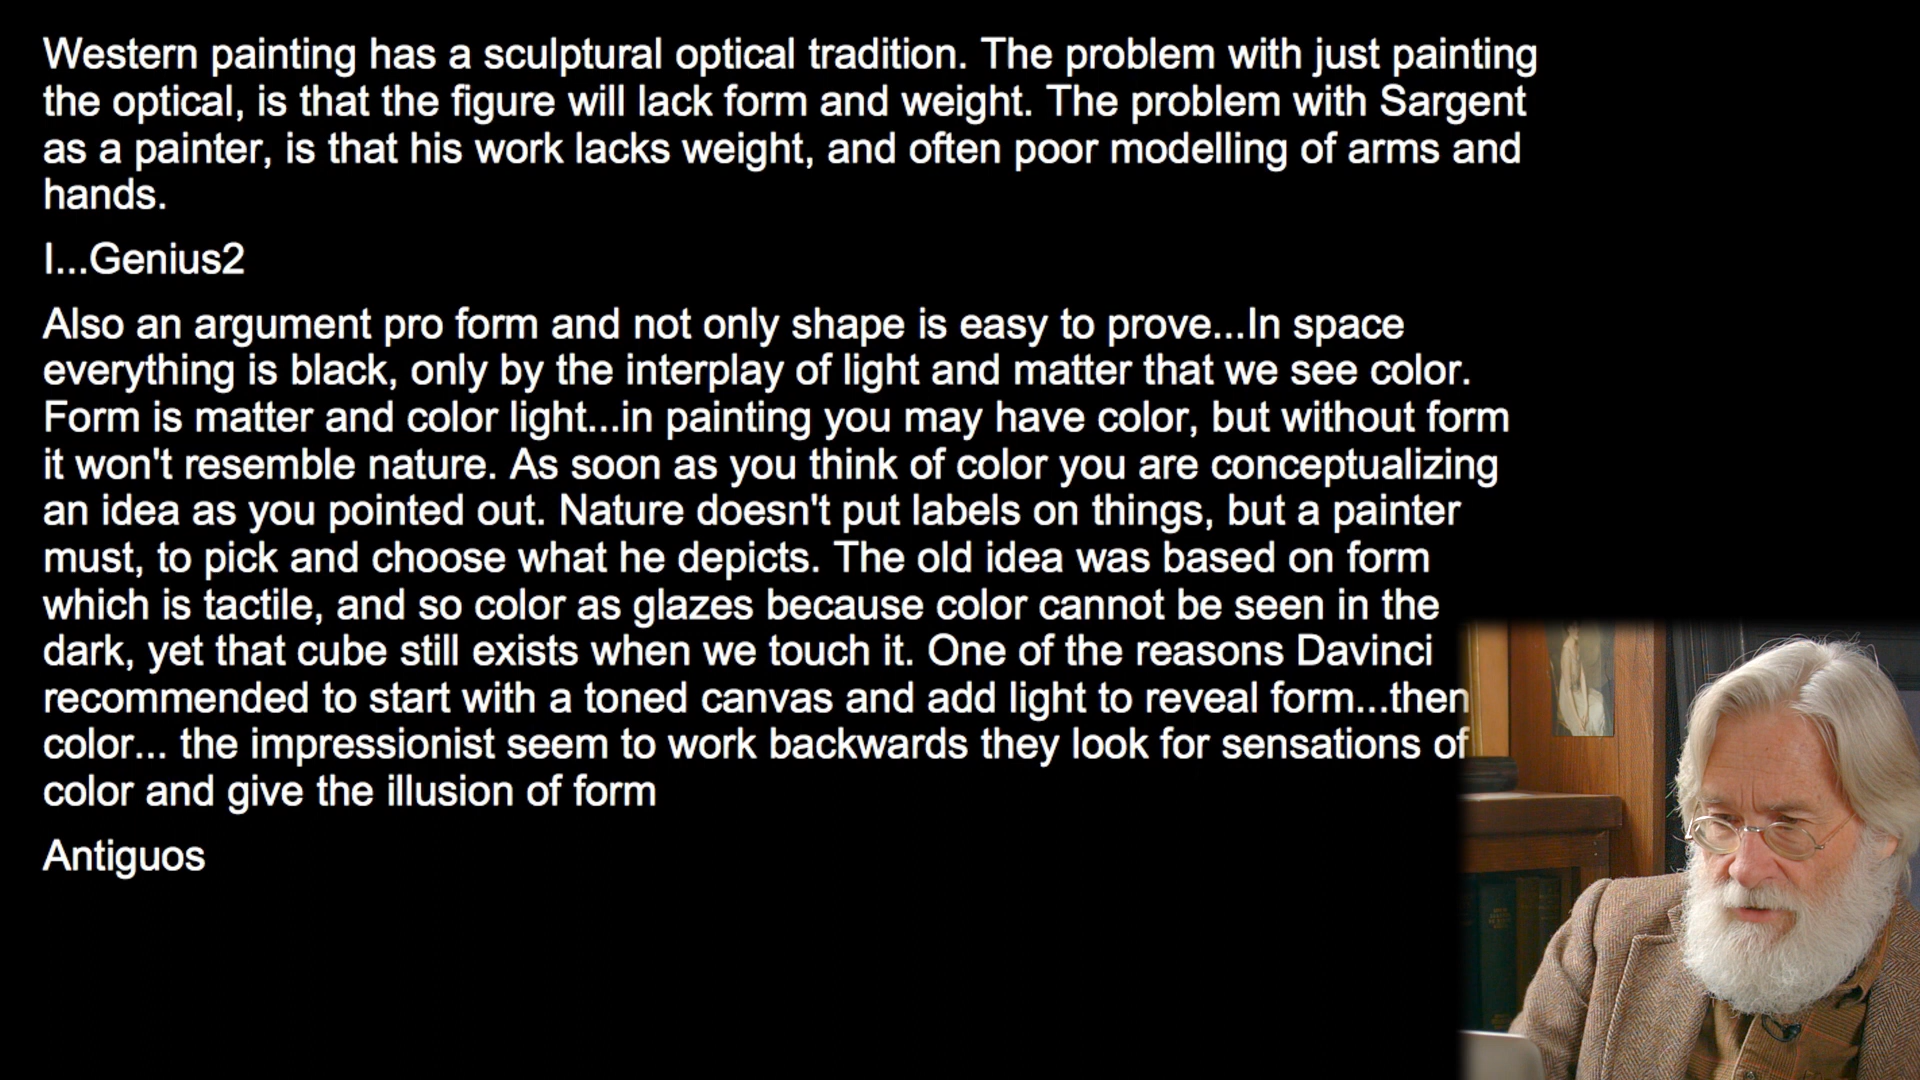 Western painting has a sculptural optical tradition. The problem with just painting
the optical, is that the figure will lack form and weight. The problem with Sargent
as a painter, is that his work lacks weight, and often poor modelling of arms and
hands.
I...Genius2
Also an argument pro form and not only shape is easy to prove...In space
everything is black, only by the interplay of light and matter that we see color.
Form is matter and color light...in painting you may have color, but without form
it won't resemble nature. As soon as you think of color you are conceptualizing
an idea as you pointed out. Nature doesn't put labels on things, but a painter
must, to pick and choose what he depicts. The old idea was based on form
which is tactile, and so color as glazes because color cannot be seen in the
dark, yet that cube still exists when we touch it. One of the reasons Davinci
recommended to start with a toned canvas and add light to reveal form...then
color... the impressionist seem to work backwards they look for sensations of
color and give the illusion of form
Antiguos